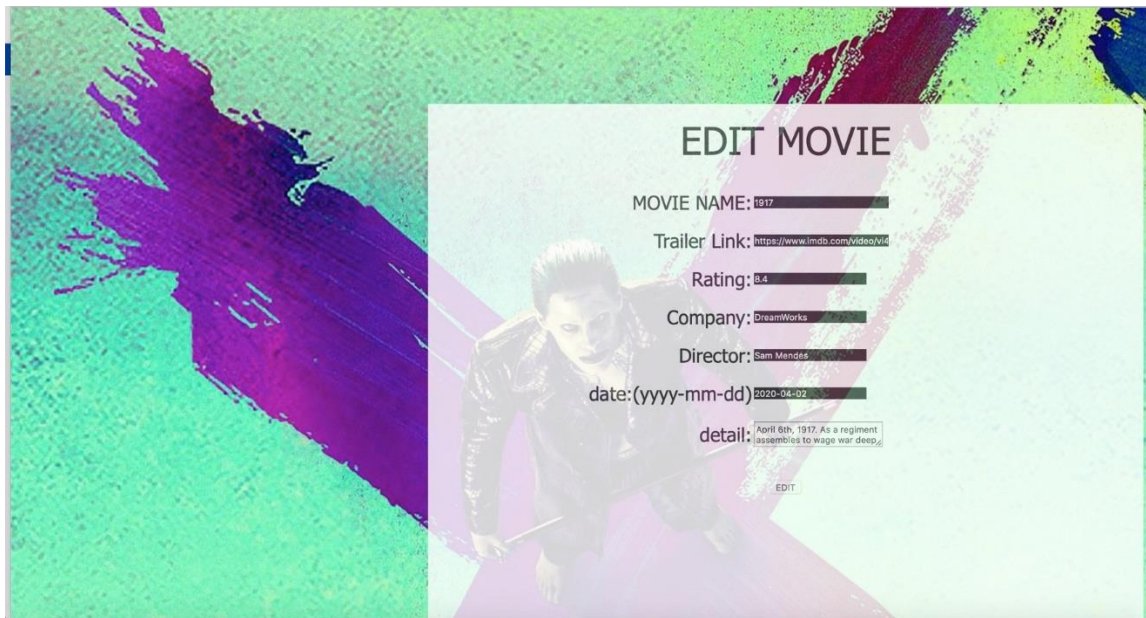 EDIT MOVIE
MOVIE NAME: 1917
Trailer Link: https://www.imdb.com/video/vi4
Rating: 8.4
Company: DreamWorks
Director: Sam Mendes
date:(yyyy-mm-dd) 2020-04-02
detail: April 6th, 1917. As a regiment
assembles to wage war deep
EDIT